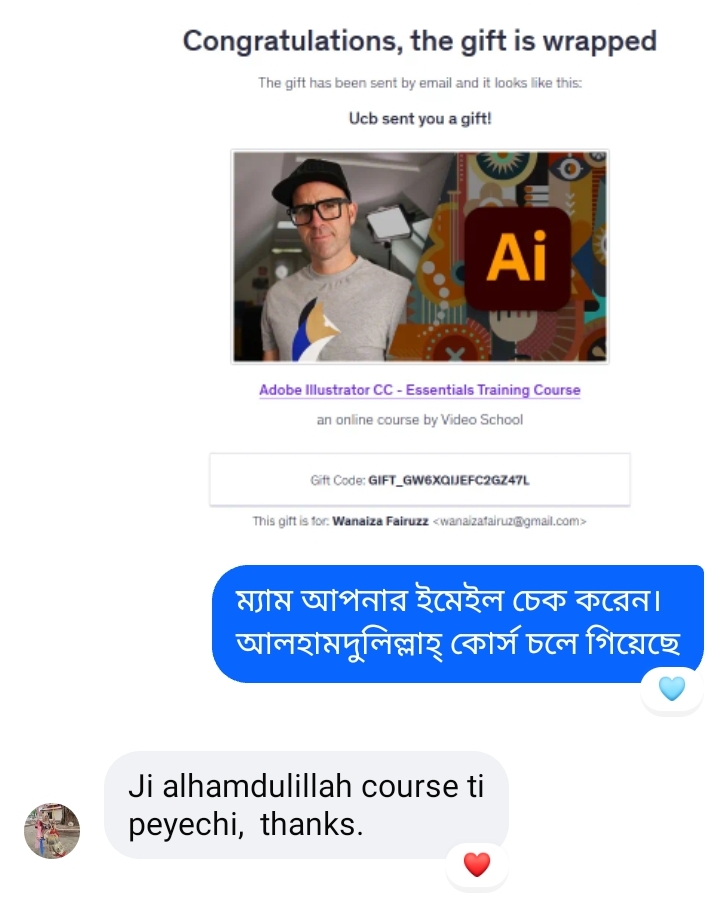 Congratulations, the gift is wrapped
The gift has been sent by email and it looks like this:
Ucb sent you a gift!
Ai
Adobe Illustrator CC - Essentials Training Course
an online course by Video School
Gift Code: GIFT_GW6XQIJEFC2GZ47L
This gift is for: Wanaiza Fairuzz <wanaizafairuz@gmail.com>
ম্যাম আপনার ইমেইল চেক করেন।
আলহামদুলিল্লাহ্ কোর্স চলে গিয়েছে
Ji alhamdulillah course ti
peyechi, thanks.